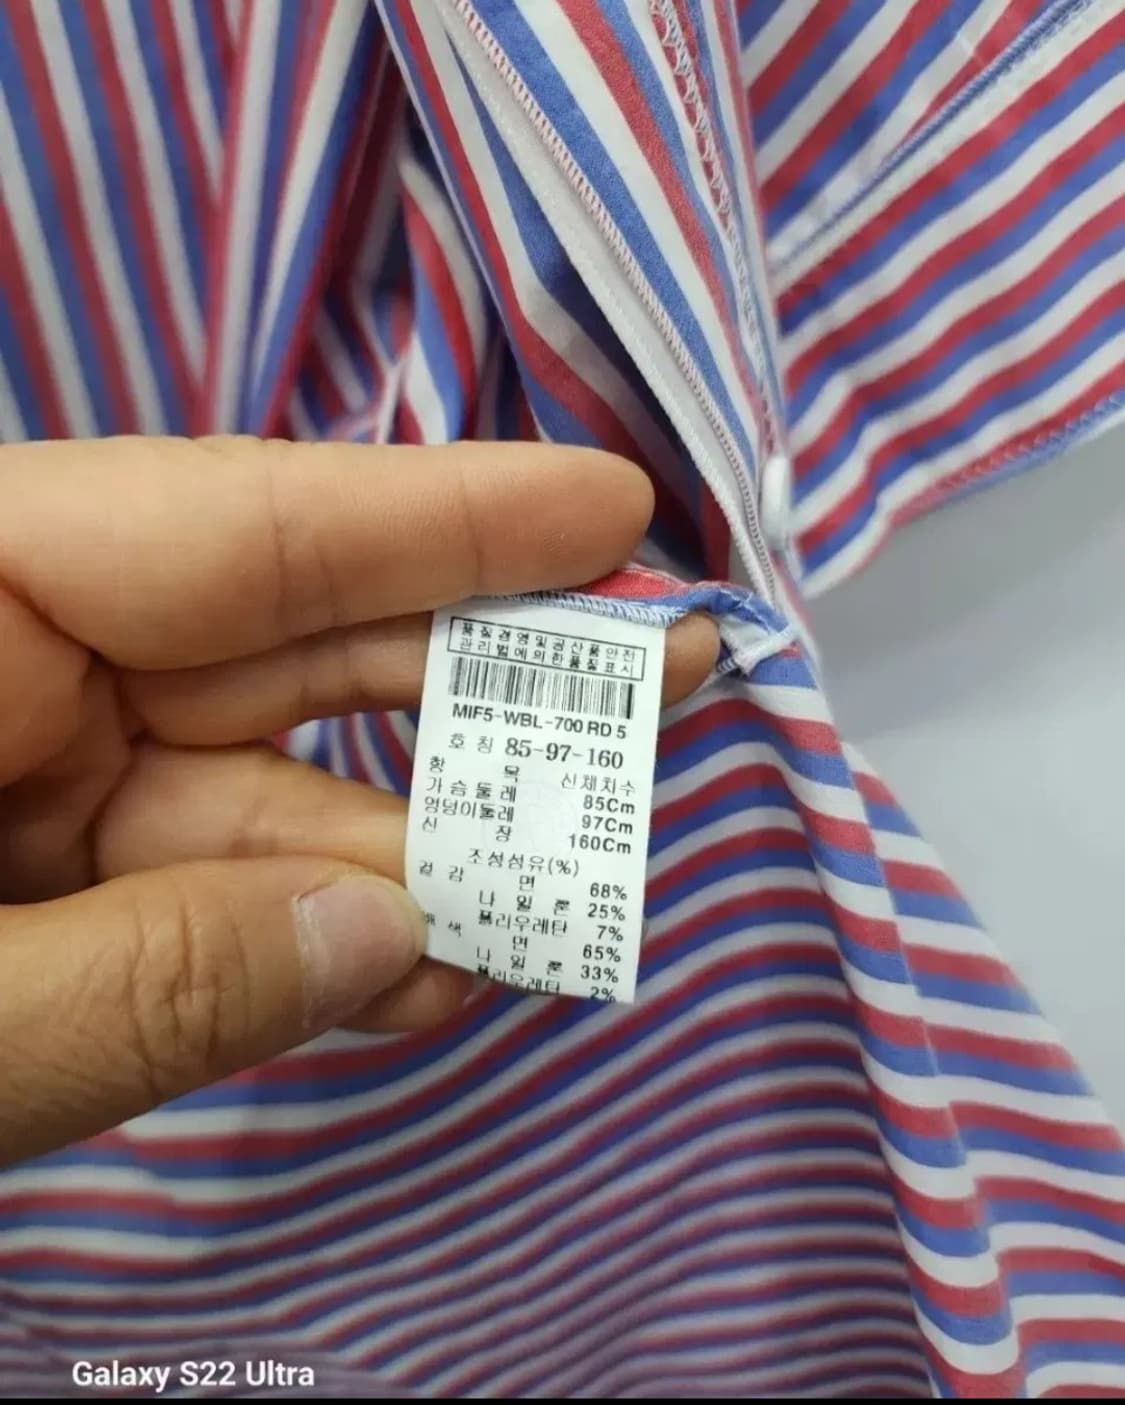 품질경영및공산품안전
관리법에의한품질표시
MIF5-WBL-700 RD 5
호 칭 85-97-160
항 목 신체치수
가슴둘레 85Cm
엉덩이둘레 97Cm
신 장 160Cm
조성섬유(%)
겉 감 면 68%
나 일 론 25%
폴리우레탄 7%
배 색 면 65%
나 일 론 33%
폴리우레탄 2%
Galaxy S22 Ultra